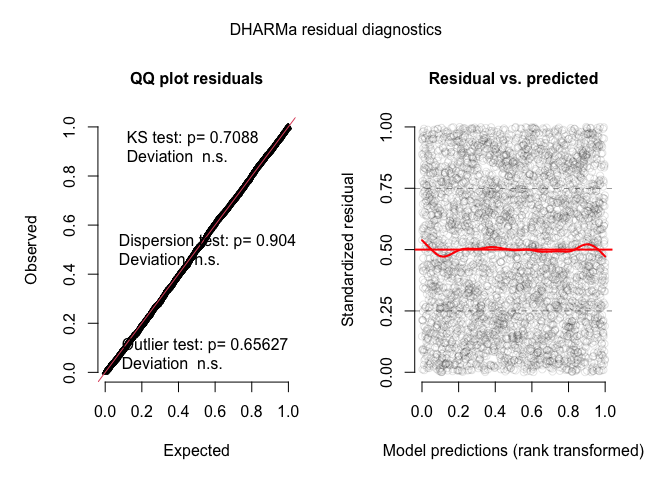 DHARMa residual diagnostics
QQ plot residuals
KS test: p= 0.7088
Deviation n.s.
Dispersion test: p= 0.904
Deviation n.s.
Outlier test: p= 0.65627
Deviation n.s.
Observed
0.0 0.2 0.4 0.6 0.8 1.0
0.0 0.2 0.4 0.6 0.8 1.0
Expected
Residual vs. predicted
Standardized residual
0.00 0.25 0.50 0.75 1.00
0.0 0.2 0.4 0.6 0.8 1.0
Model predictions (rank transformed)